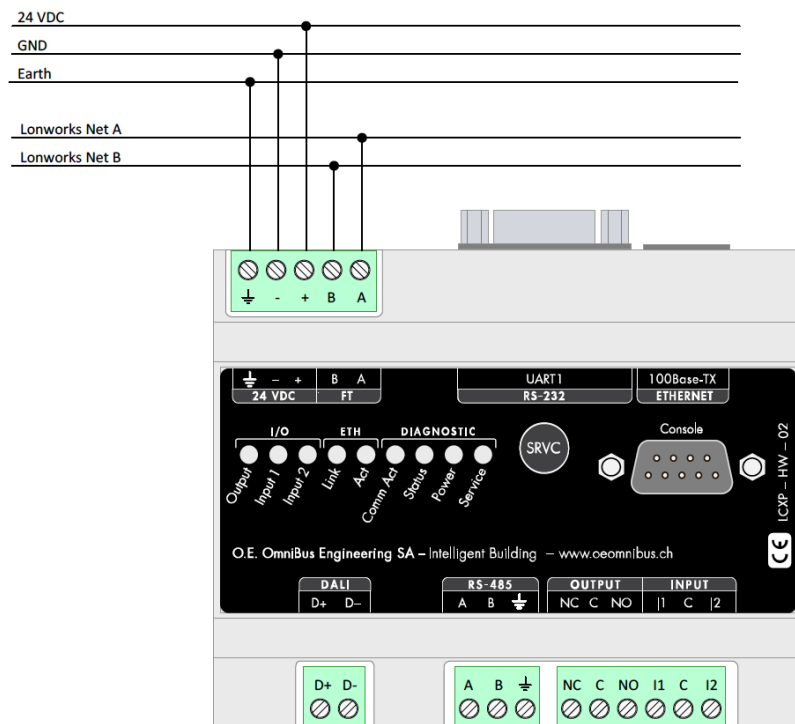 24 VDC
GND
Earth
Lonworks Net A
Lonworks Net B
⏚ - + B A
⏚ – + B A UART1 100Base-TX
24 VDC FT RS-232 ETHERNET
I/O ETH DIAGNOSTIC SRVC Console
Output Input 1 Input 2 Link Act Comm Act Status Power Service
LCXP – HW – 02
CE
O.E. OmniBus Engineering SA – Intelligent Building – www.oeomnibus.ch
DALI RS-485 OUTPUT INPUT
D+ D– A B ⏚ NC C NO |1 C |2
D+ D- A B ⏚ NC C NO I1 C I2